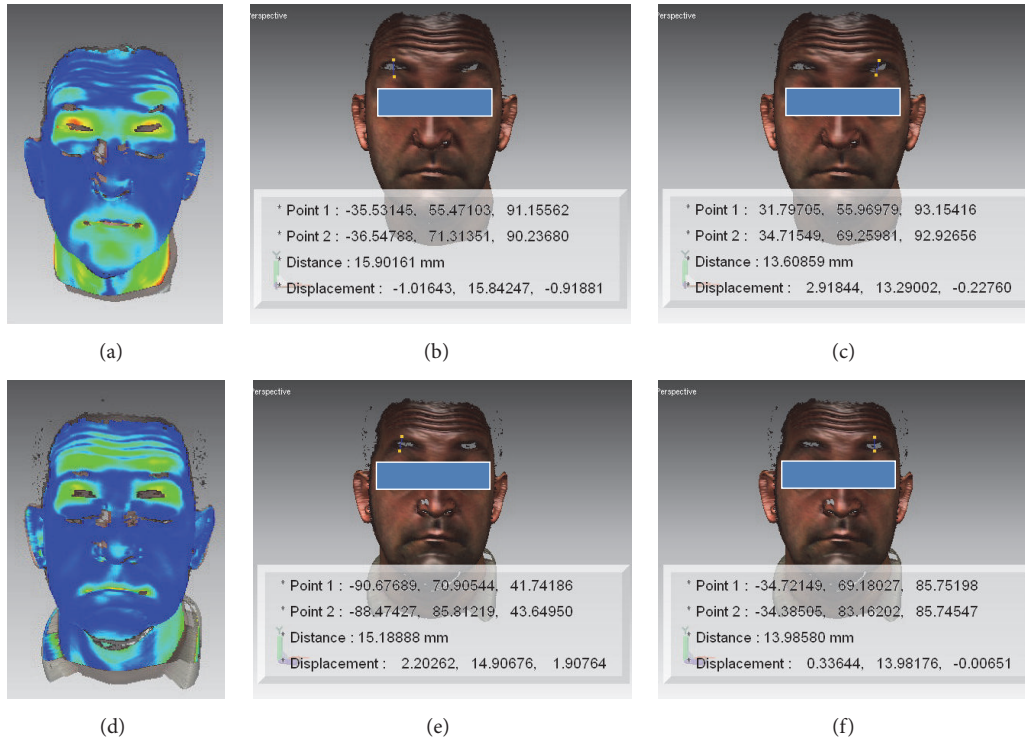 Perspective
Perspective
* Point 1 : -35.53145, 55.47103, 91.15562
* Point 2 : -36.54788, 71.31351, 90.23680
* Distance : 15.90161 mm
* Displacement : -1.01643, 15.84247, -0.91881
* Point 1 : 31.79705, 55.96979, 93.15416
* Point 2 : 34.71549, 69.25981, 92.92656
* Distance : 13.60859 mm
* Displacement : 2.91844, 13.29002, -0.22760
(a)
(b)
(c)
Perspective
Perspective
* Point 1 : -90.67689, 70.90544, 41.74186
* Point 2 : -88.47427, 85.81219, 43.64950
* Distance : 15.18888 mm
* Displacement : 2.20262, 14.90676, 1.90764
* Point 1 : -34.72149, 69.18027, 85.75198
* Point 2 : -34.38505, 83.16202, 85.74547
* Distance : 13.98580 mm
* Displacement : 0.33644, 13.98176, -0.00651
(d)
(e)
(f)